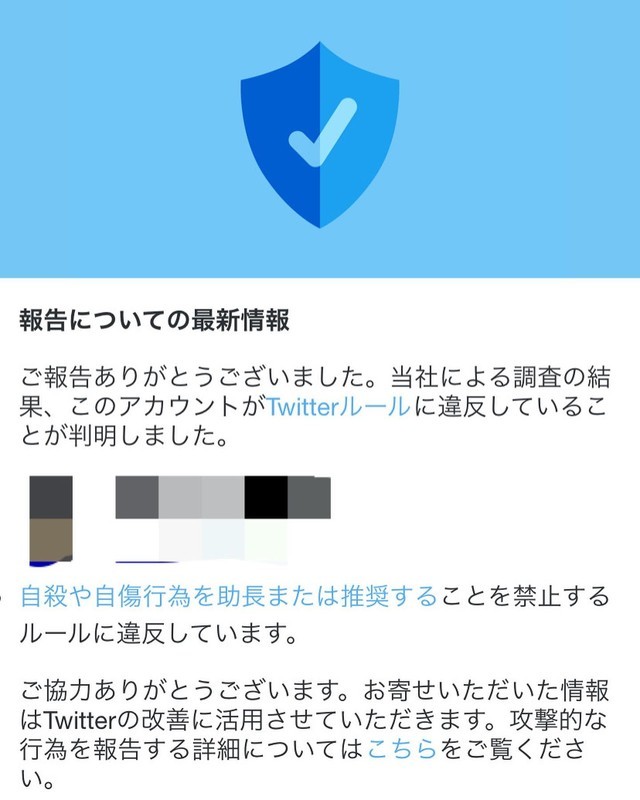 報告についての最新情報
ご報告ありがとうございました。当社による調査の結
果、このアカウントがTwitterルールに違反しているこ
とが判明しました。
自殺や自傷行為を助長または推奨することを禁止する
ルールに違反しています。
ご協力ありがとうございます。お寄せいただいた情報
はTwitterの改善に活用させていただきます。攻撃的な
行為を報告する詳細についてはこちらをご覧くださ
い。